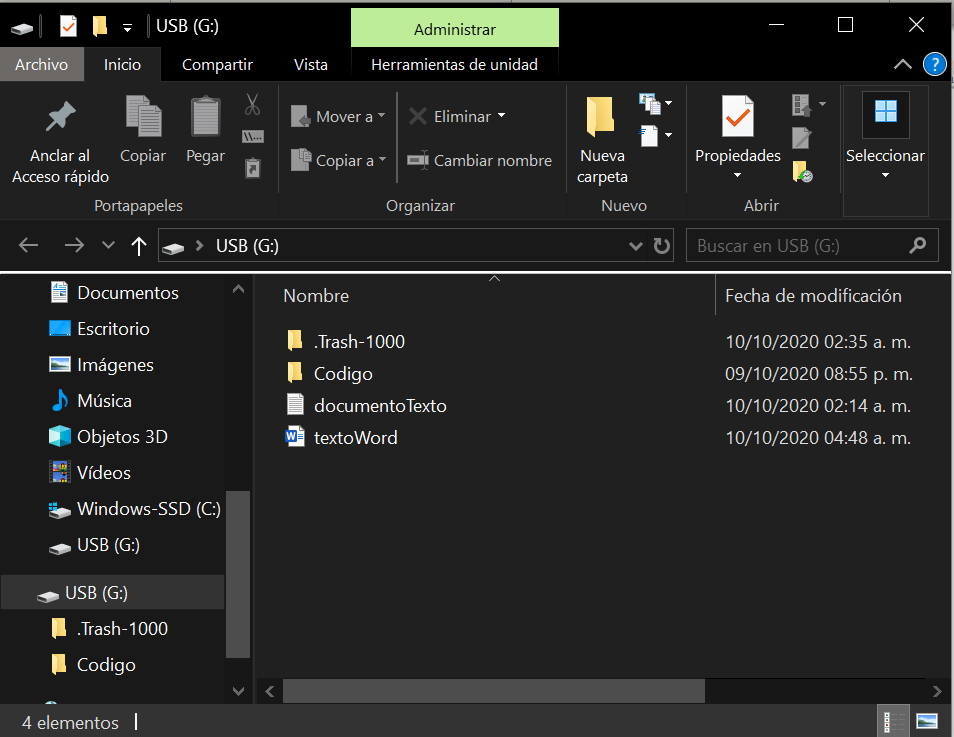 USB (G:)
Administrar
Archivo
Inicio
Compartir
Vista
Herramientas de unidad
?
Anclar al
Acceso rápido
Copiar
Pegar
Portapapeles
Mover a
Copiar a
Eliminar
Cambiar nombre
Organizar
Nueva
carpeta
Nuevo
Propiedades
Abrir
Seleccionar
USB (G:)
Buscar en USB (G:)
Documentos
Escritorio
Imágenes
Música
Objetos 3D
Vídeos
Windows-SSD (C:)
USB (G:)
USB (G:)
.Trash-1000
Codigo
Nombre
Fecha de modificación
.Trash-1000
10/10/2020 02:35 a. m.
Codigo
09/10/2020 08:55 p. m.
documentoTexto
10/10/2020 02:14 a. m.
textoWord
10/10/2020 04:48 a. m.
4 elementos